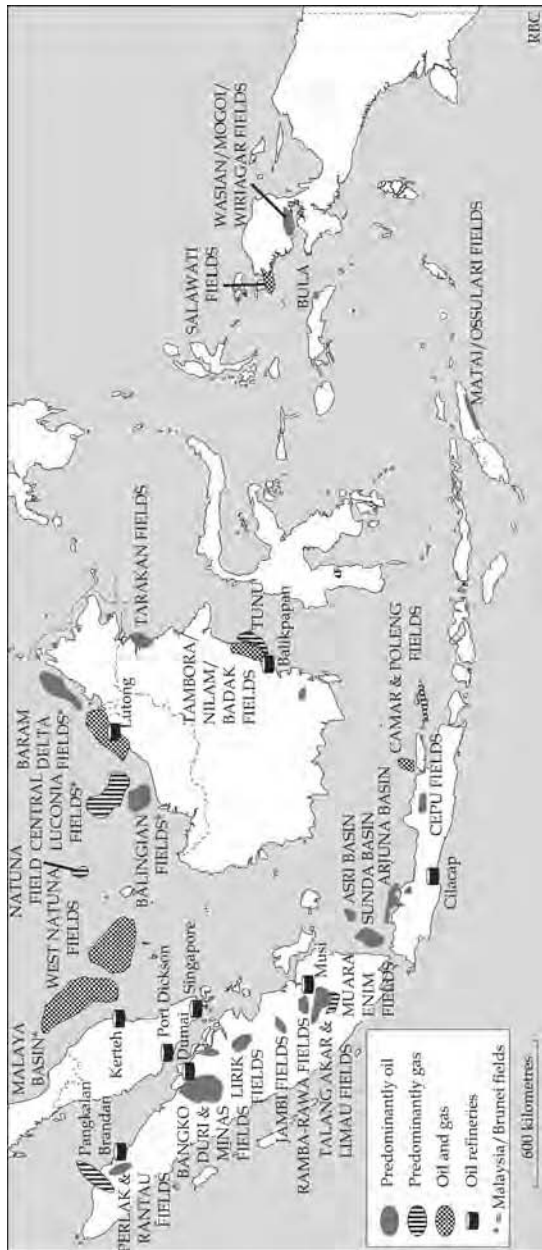 MALAYA
BASIN*
WEST NATUNA
FIELDS
NATUNA
FIELD
CENTRAL
LUCONIA
FIELDS*
BARAM
DELTA
FIELDS*
BALINGIAN
FIELDS*
Lutong
TARAKAN FIELDS
TAMBORA
NILAM/
BADAK
FIELDS
TUNU
Balikpapan
SALAWATI
FIELDS
WASIAN/MOGOI/
WIRIAGAR FIELDS
BULA
Pangkalan
Brandan
PERLAK &
RANTAU
FIELDS
Kerteh
Port Dickson
Dumai
Singapore
BANGKO
DURI &
MINAS
FIELDS
LIRIK
FIELDS
JAMBI FIELDS
RAMBA-RAWA FIELDS
TALANG AKAR &
LIMAU FIELDS
Musi
MUARA
ENIM
FIELDS
ASRI BASIN
SUNDA BASIN
ARJUNA BASIN
Cilacap
CEPU FIELDS
CAMAR & POLENG
FIELDS
MATAI/OSSULARI FIELDS
Predominantly oil
Predominantly gas
Oil and gas
Oil refineries
* = Malaysia/Brunei fields
600 kilometres
RBC